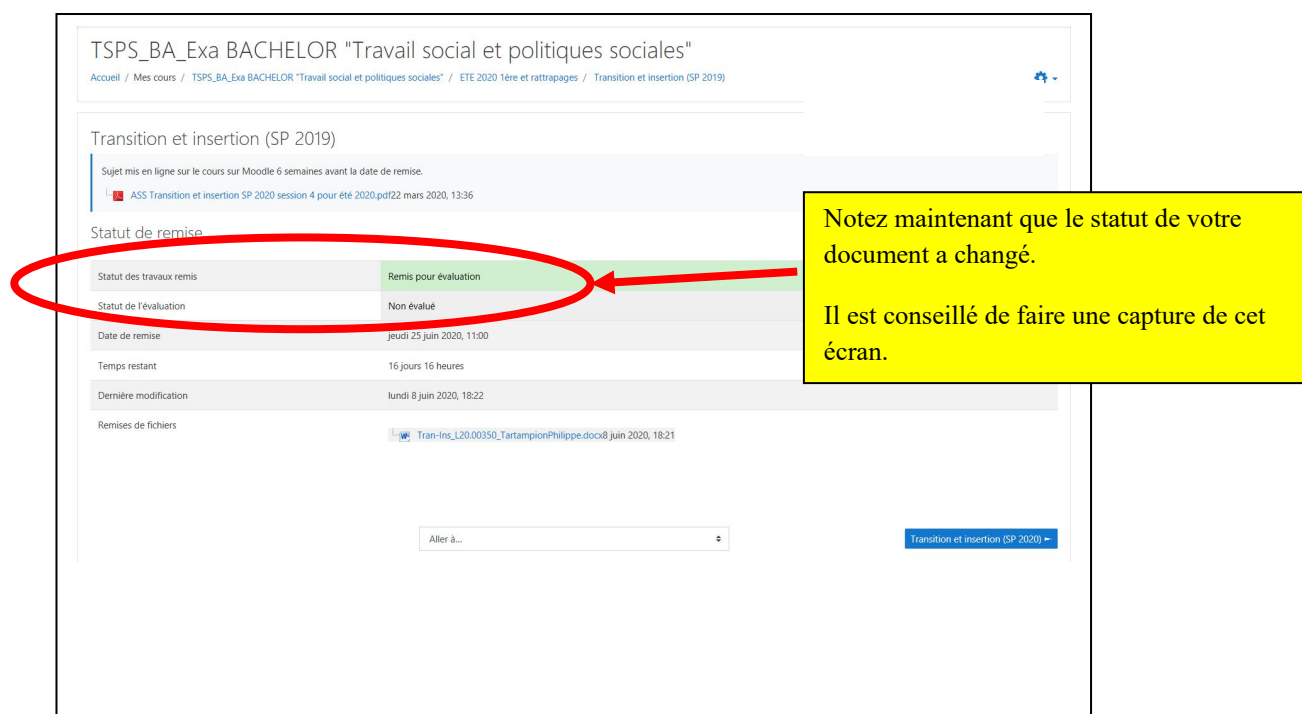 TSPS_BA_Exa BACHELOR "Travail social et politiques sociales"
Accueil / Mes cours / TSPS_BA_Exa BACHELOR "Travail social et politiques sociales" / ETE 2020 1ère et rattrapages / Transition et insertion (SP 2019)
Transition et insertion (SP 2019)
Sujet mis en ligne sur le cours sur Moodle 6 semaines avant la date de remise.
ASS Transition et insertion SP 2020 session 4 pour été 2020.pdf22 mars 2020, 13:36
Notez maintenant que le statut de votre
document a changé.
Il est conseillé de faire une capture de cet
écran.
Statut de remise
Statut des travaux remis Remis pour évaluation
Statut de l'évaluation Non évalué
Date de remise jeudi 25 juin 2020, 11:00
Temps restant 16 jours 16 heures
Dernière modification lundi 8 juin 2020, 18:22
Remises de fichiers Tran-Ins_L20.00350_TartampionPhilippe.docx8 juin 2020, 18:21
Aller à... Transition et insertion (SP 2020) ►